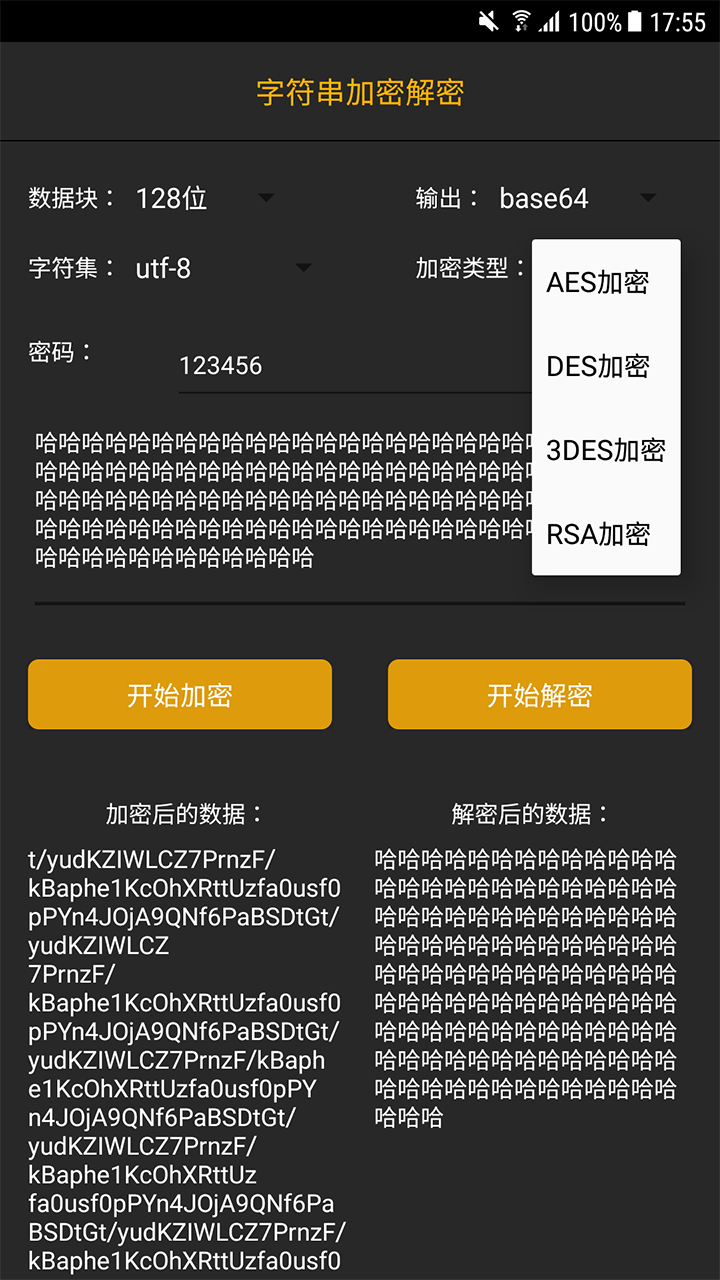 100% 17:55
字符串加密解密
数据块： 128位
输出： base64
字符集： utf-8
加密类型：
AES加密
DES加密
3DES加密
RSA加密
密码：
123456
哈哈哈哈哈哈哈哈哈哈哈哈哈哈哈哈哈哈哈哈哈
哈哈哈哈哈哈哈哈哈哈哈哈哈哈哈哈哈哈哈哈哈
哈哈哈哈哈哈哈哈哈哈哈哈哈哈哈哈哈哈哈哈哈
哈哈哈哈哈哈哈哈哈哈哈哈哈哈哈哈哈哈哈哈哈
哈哈哈哈哈哈哈哈哈哈哈哈
开始加密
开始解密
加密后的数据：
t/yudKZIWLCZ7PrnzF/
kBaphe1KcOhXRttUzfa0usf0
pPYn4JOjA9QNf6PaBSDtGt/
yudKZIWLCZ
7PrnzF/
kBaphe1KcOhXRttUzfa0usf0
pPYn4JOjA9QNf6PaBSDtGt/
yudKZIWLCZ7PrnzF/kBaph
e1KcOhXRttUzfa0usf0pPY
n4JOjA9QNf6PaBSDtGt/
yudKZIWLCZ7PrnzF/
kBaphe1KcOhXRttUz
fa0usf0pPYn4JOjA9QNf6Pa
BSDtGt/yudKZIWLCZ7PrnzF/
kBaphe1KcOhXRttUzfa0usf0
解密后的数据：
哈哈哈哈哈哈哈哈哈哈哈哈哈
哈哈哈哈哈哈哈哈哈哈哈哈哈
哈哈哈哈哈哈哈哈哈哈哈哈哈
哈哈哈哈哈哈哈哈哈哈哈哈哈
哈哈哈哈哈哈哈哈哈哈哈哈哈
哈哈哈哈哈哈哈哈哈哈哈哈哈
哈哈哈哈哈哈哈哈哈哈哈哈哈
哈哈哈哈哈哈哈哈哈哈哈哈哈
哈哈哈哈哈哈哈哈哈哈哈哈哈
哈哈哈